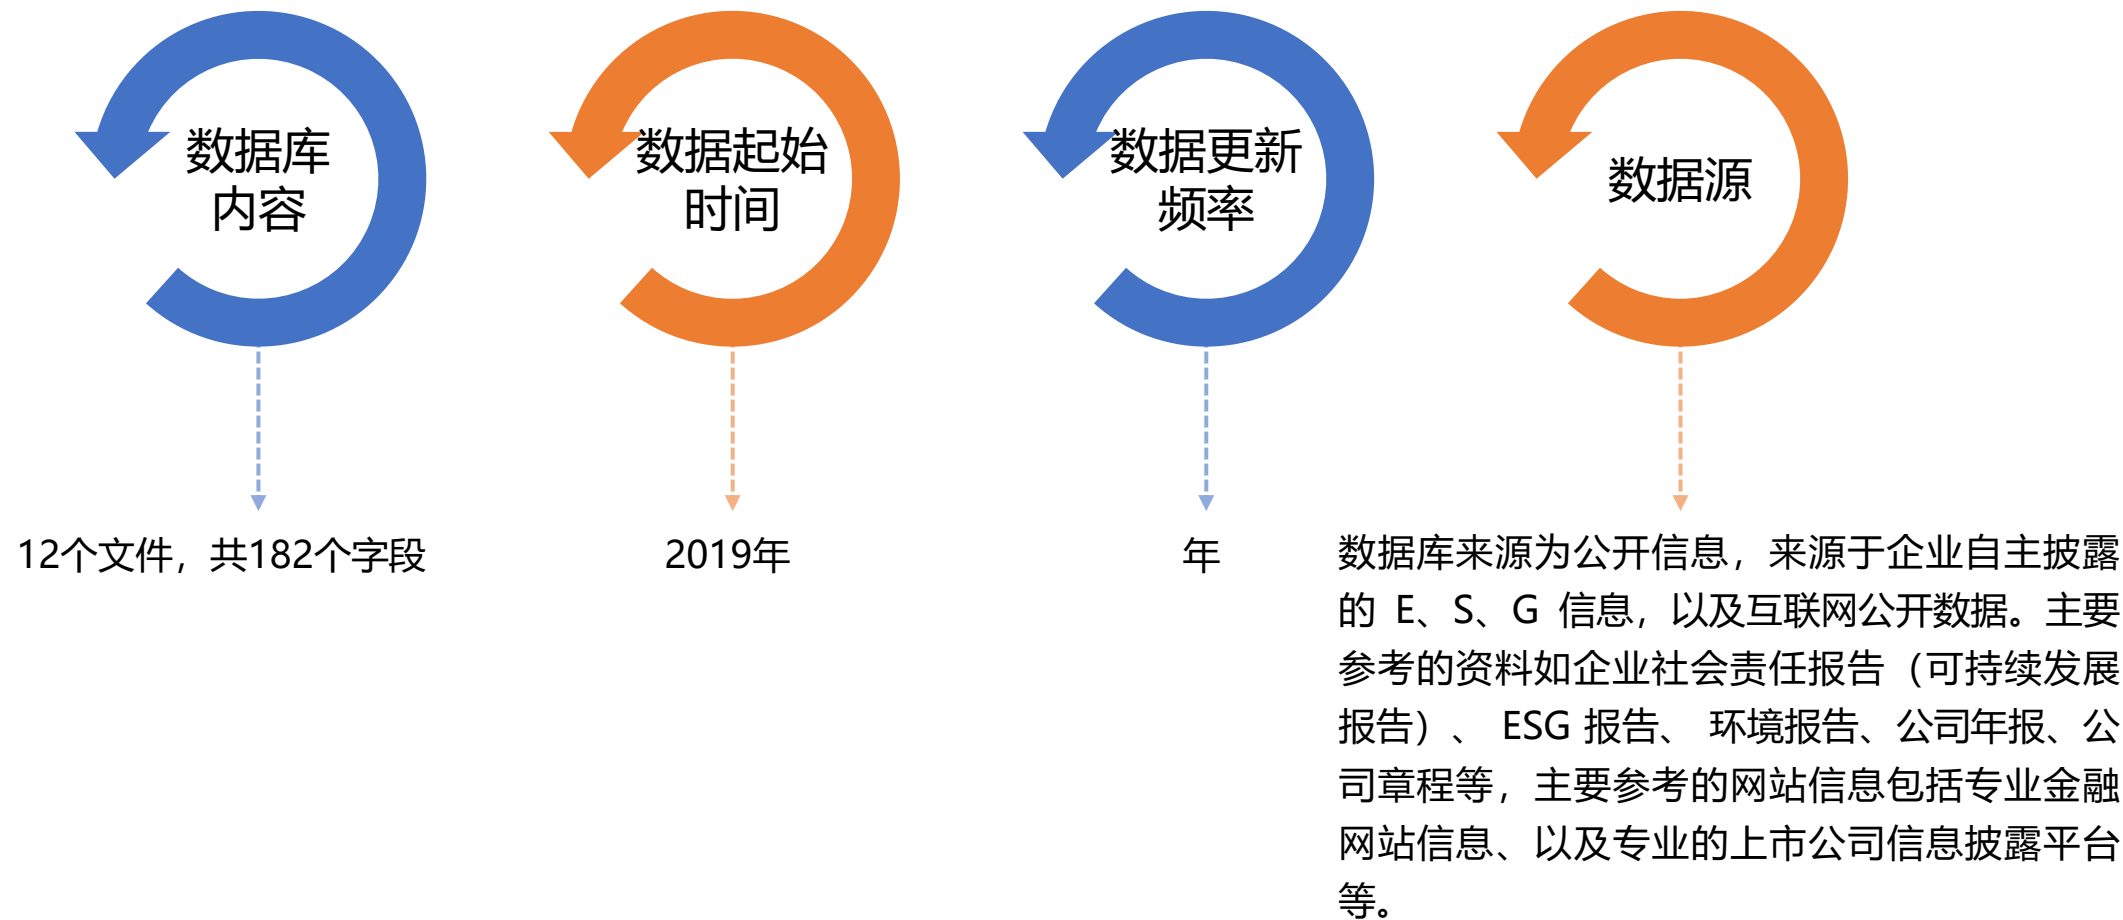 数据库
内容
数据起始
时间
数据更新
频率
数据源
12个文件，共182个字段
2019年
年
数据库来源为公开信息，来源于企业自主披露
的 E、S、G 信息，以及互联网公开数据。主要
参考的资料如企业社会责任报告（可持续发展
报告）、 ESG 报告、 环境报告、公司年报、公
司章程等，主要参考的网站信息包括专业金融
网站信息、以及专业的上市公司信息披露平台
等。